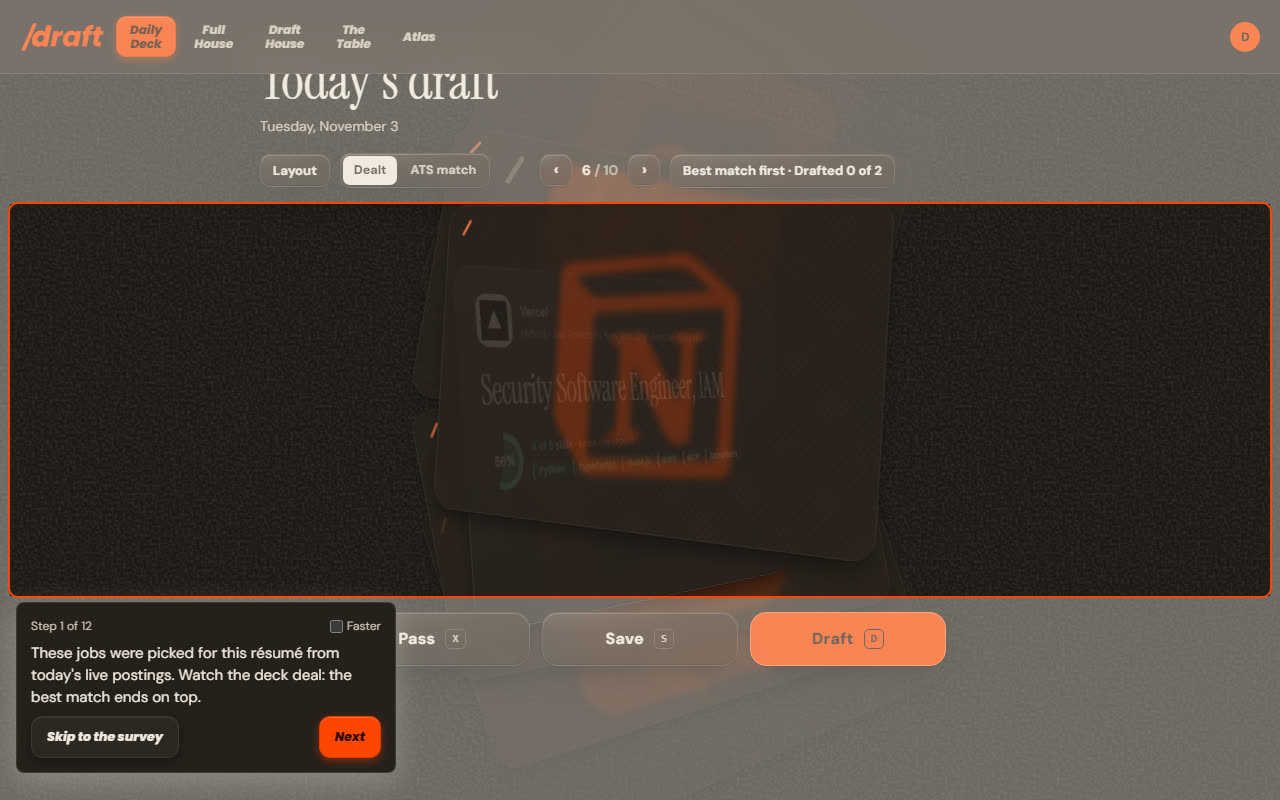 /draft
Daily Deck
Full House
Draft House
The Table
Atlas
D
Today's draft
Tuesday, November 3
Layout
Dealt
ATS match
‹
6 / 10
›
Best match first · Drafted 0 of 2
Vercel
Security Software Engineer, IAM
N
56%
Pass X
Save S
Draft D
Step 1 of 12
Faster
These jobs were picked for this résumé from
today's live postings. Watch the deck deal: the
best match ends on top.
Skip to the survey
Next